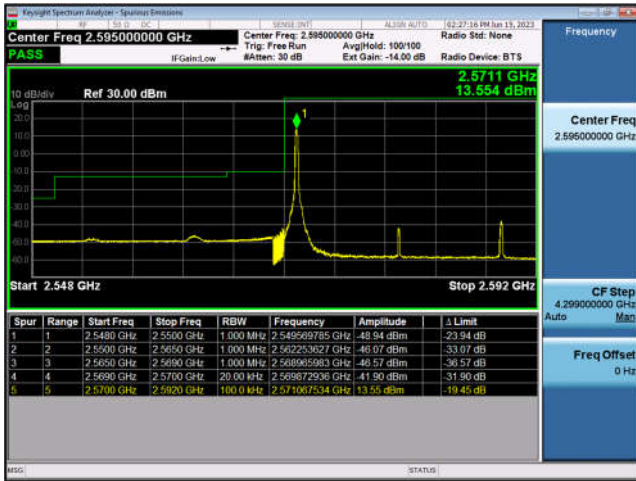 Keysight Spectrum Analyzer - Spurious Emissions
RF 50 Ω DC SENSE:INT ALIGN AUTO 02:27:16 PM Jun 15, 2023
Center Freq 2.595000000 GHz
Center Freq: 2.595000000 GHz
Radio Std: None
Trig: Free Run Avg|Hold: 100/100
PASS
IFGain:Low
#Atten: 30 dB Ext Gain: -14.00 dB Radio Device: BTS
2.5711 GHz
13.554 dBm
10 dB/div Ref 30.00 dBm
Log
20.0
10.0
0.00
-10.0
-20.0
-30.0
-40.0
-50.0
-60.0
1
Start 2.548 GHz Stop 2.592 GHz
Spur Range Start Freq Stop Freq RBW Frequency Amplitude Δ Limit
1 1 2.5480 GHz 2.5500 GHz 1.000 MHz 2.549569785 GHz -48.94 dBm -23.94 dB
2 2 2.5500 GHz 2.5650 GHz 1.000 MHz 2.562253627 GHz -46.07 dBm -33.07 dB
3 3 2.5650 GHz 2.5690 GHz 1.000 MHz 2.568965983 GHz -46.57 dBm -36.57 dB
4 4 2.5690 GHz 2.5700 GHz 20.00 kHz 2.569872936 GHz -41.90 dBm -31.90 dB
5 5 2.5700 GHz 2.5920 GHz 100.0 kHz 2.571067534 GHz 13.55 dBm -19.45 dB
Frequency
Center Freq
2.595000000 GHz
CF Step
4.299000000 GHz
Auto Man
Freq Offset
0 Hz
MSG STATUS